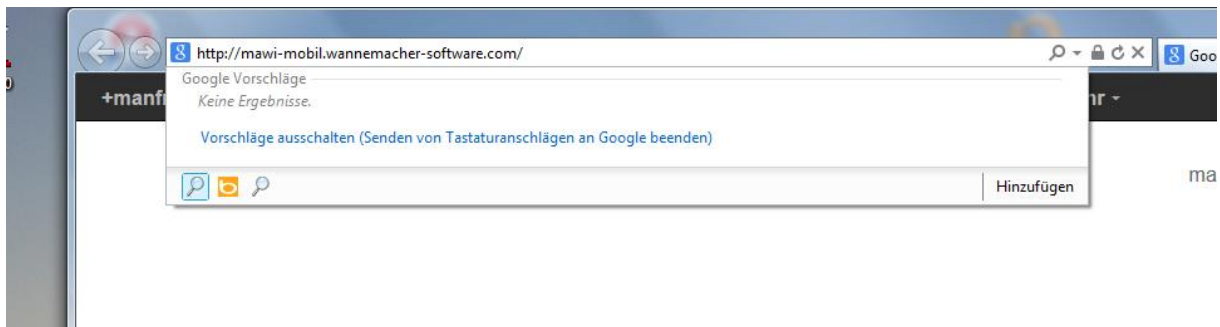 http://mawi-mobil.wannemacher-software.com/
Goo
Google Vorschläge
+manf
Keine Ergebnisse.
hr
Vorschläge ausschalten (Senden von Tastaturanschlägen an Google beenden)
Hinzufügen
ma